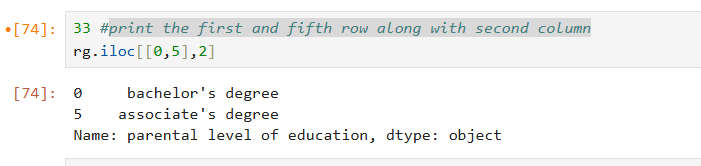 [74]: 33 #print the first and fifth row along with second column
rg.iloc[[0,5],2]
[74]: 0 bachelor's degree
5 associate's degree
Name: parental level of education, dtype: object